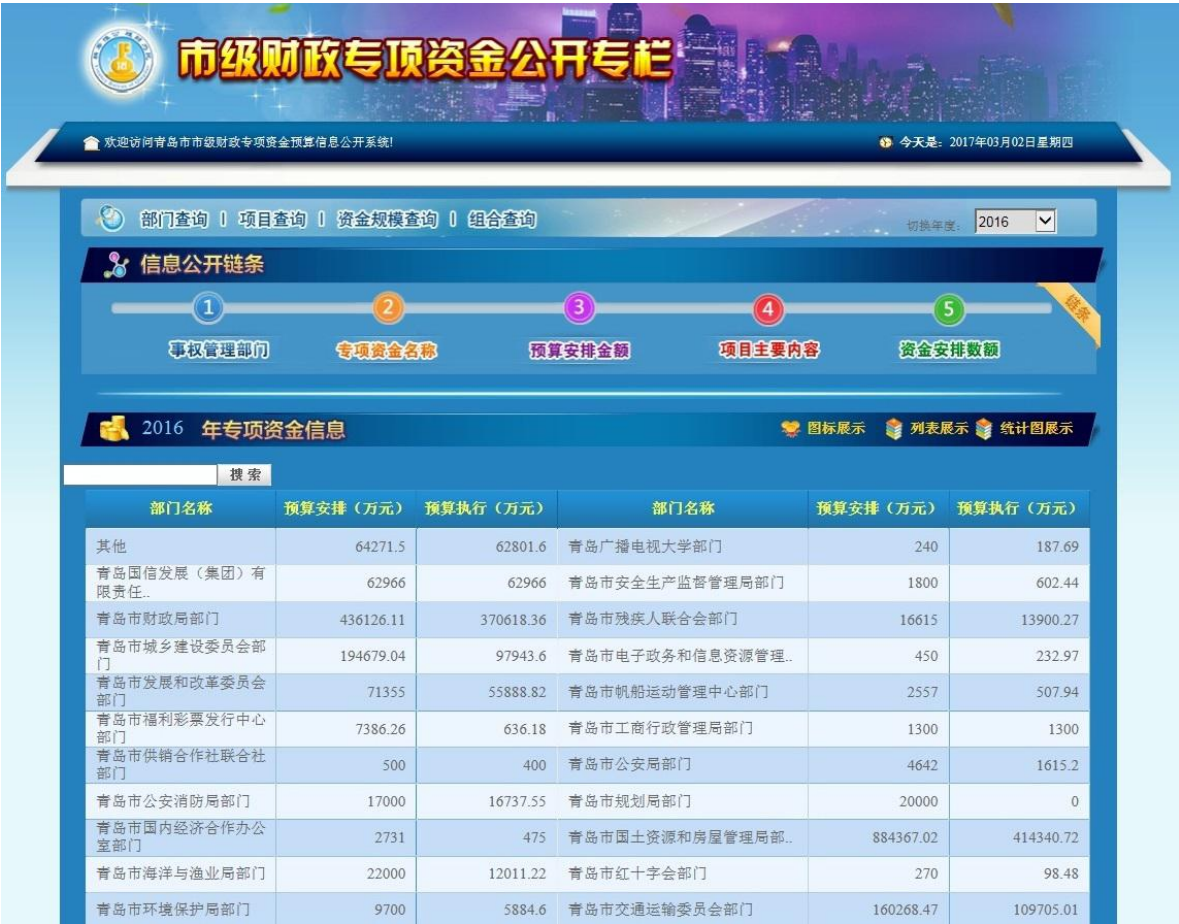 市级财政专项资金公开专栏
欢迎访问青岛市市级财政专项资金预算信息公开系统!
今天是：2017年03月02日星期四
部门查询 | 项目查询 | 资金规模查询 | 组合查询
切换年度： 2016
信息公开链条
链条
1 2 3 4 5
事权管理部门 专项资金名称 预算安排金额 项目主要内容 资金安排数额
2016 年专项资金信息 图标展示 列表展示 统计图展示
搜索
部门名称 预算安排（万元） 预算执行（万元） 部门名称 预算安排（万元） 预算执行（万元）
其他 64271.5 62801.6 青岛广播电视大学部门 240 187.69
青岛国信发展（集团）有
限责任.. 62966 62966 青岛市安全生产监督管理局部门 1800 602.44
青岛市财政局部门 436126.11 370618.36 青岛市残疾人联合会部门 16615 13900.27
青岛市城乡建设委员会部
门 194679.04 97943.6 青岛市电子政务和信息资源管理.. 450 232.97
青岛市发展和改革委员会
部门 71355 55888.82 青岛市帆船运动管理中心部门 2557 507.94
青岛市福利彩票发行中心
部门 7386.26 636.18 青岛市工商行政管理局部门 1300 1300
青岛市供销合作社联合社
部门 500 400 青岛市公安局部门 4642 1615.2
青岛市公安消防局部门 17000 16737.55 青岛市规划局部门 20000 0
青岛市国内经济合作办公
室部门 2731 475 青岛市国土资源和房屋管理局部.. 884367.02 414340.72
青岛市海洋与渔业局部门 22000 12011.22 青岛市红十字会部门 270 98.48
青岛市环境保护局部门 9700 5884.6 青岛市交通运输委员会部门 160268.47 109705.01